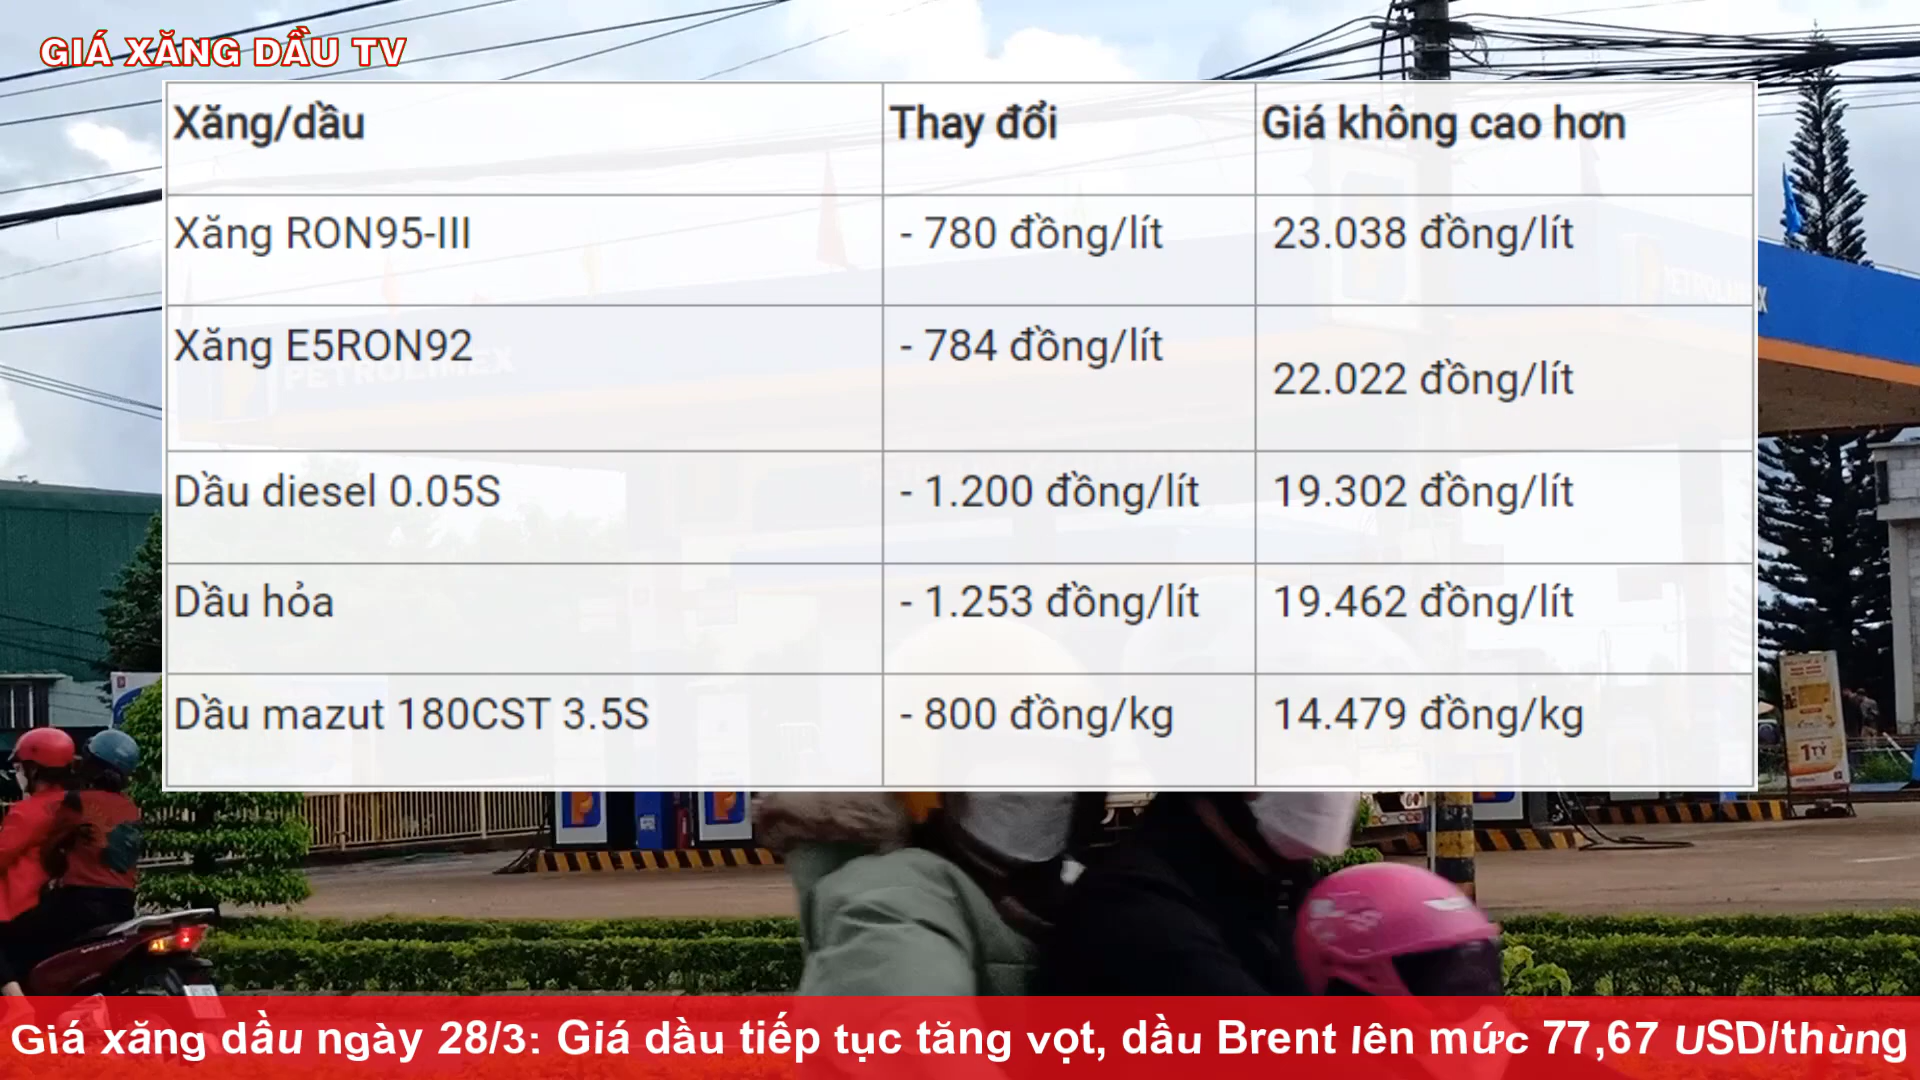 GIÁ XĂNG DẦU TV
Xăng/dầu Thay đổi Giá không cao hơn
Xăng RON95-III - 780 đồng/lít 23.038 đồng/lít
Xăng E5RON92 - 784 đồng/lít 22.022 đồng/lít
Dầu diesel 0.05S - 1.200 đồng/lít 19.302 đồng/lít
Dầu hỏa - 1.253 đồng/lít 19.462 đồng/lít
Dầu mazut 180CST 3.5S - 800 đồng/kg 14.479 đồng/kg
PETROLIMEX
PETROLIMEX
1 TỶ
Giá xăng dầu ngày 28/3: Giá dầu tiếp tục tăng vọt, dầu Brent lên mức 77,67 USD/thùng